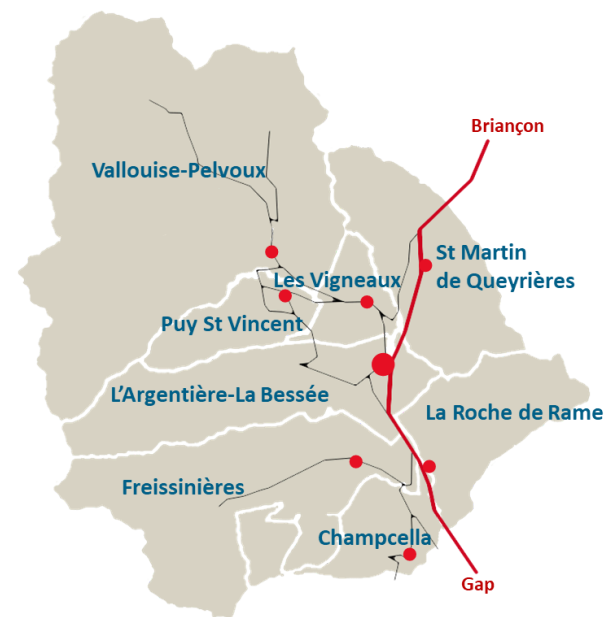 Briançon
Vallouise-Pelvoux
St Martin
de Queyrières
Les Vigneaux
Puy St Vincent
L'Argentière-La Bessée
La Roche de Rame
Freissinières
Champcella
Gap